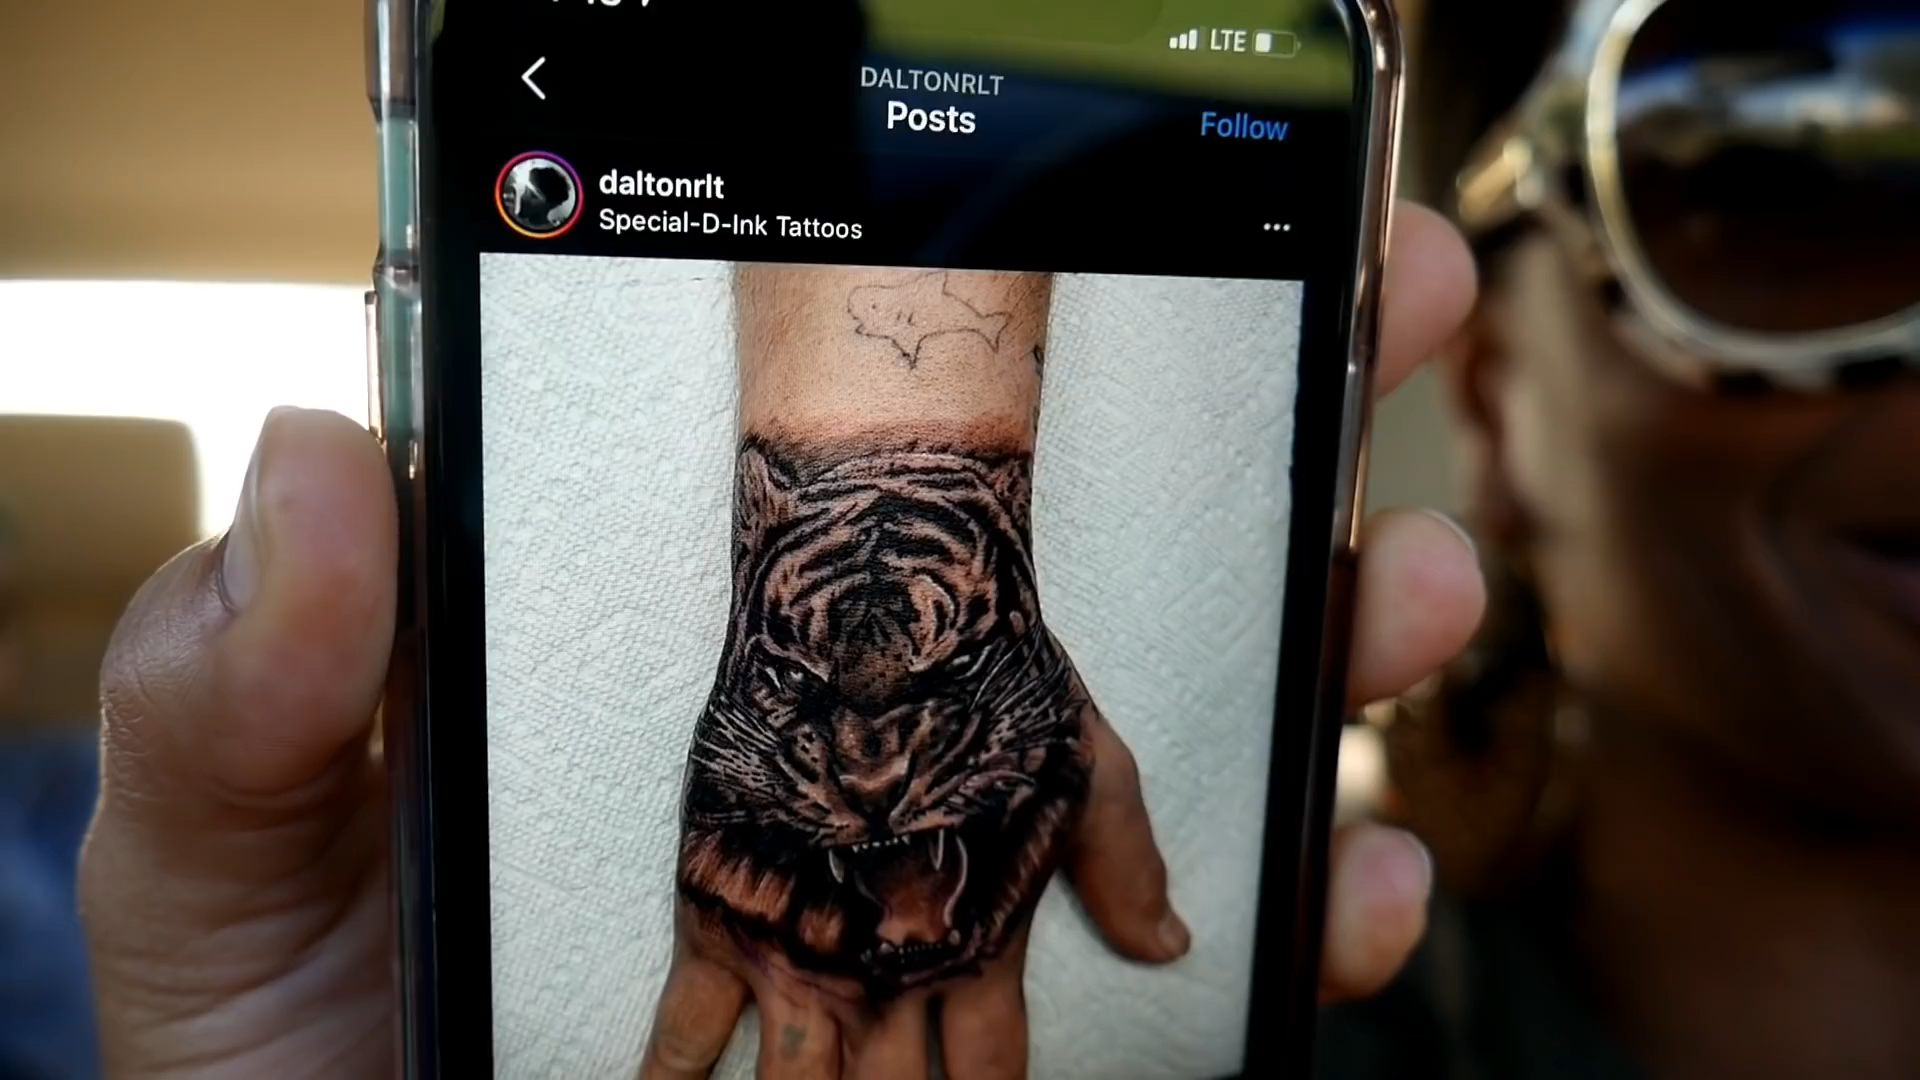 LTE
DALTONRLT
Posts
Follow
daltonrlt
Special-D-Ink Tattoos